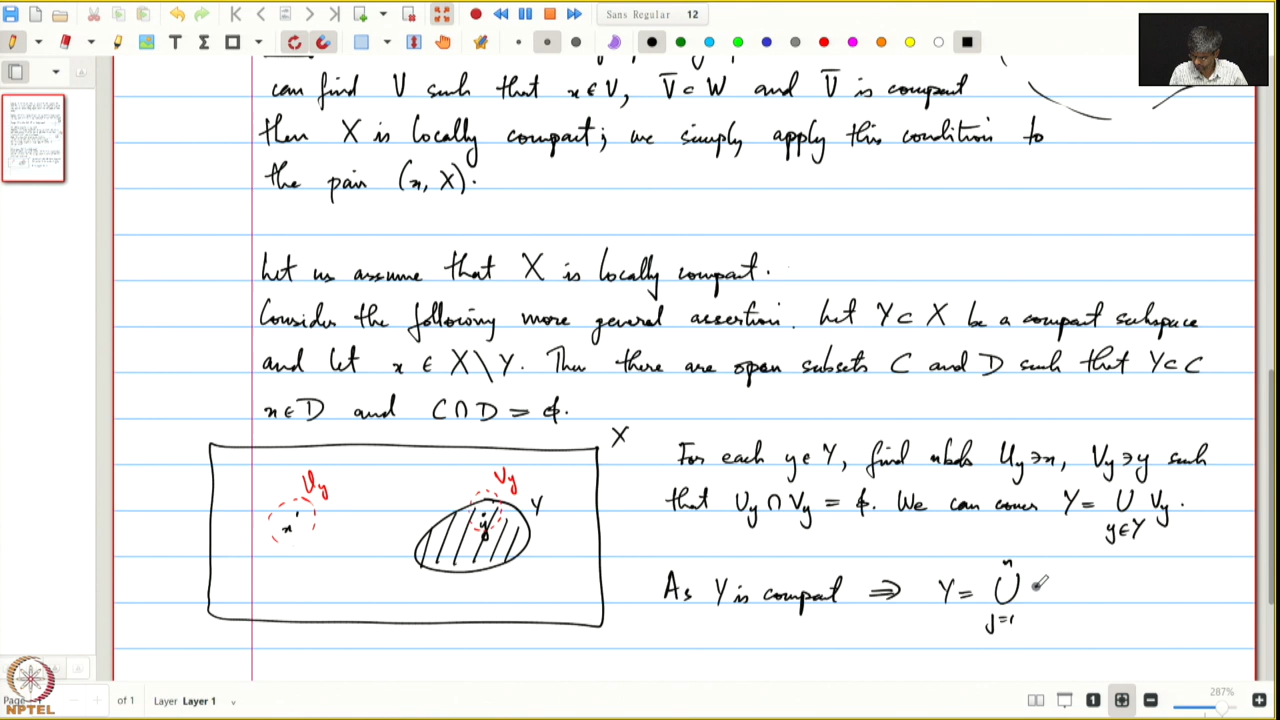 Sans Regular 12
can find V such that x ∈ V, V̅ ⊂ W and V̅ is compact
then X is locally compact; we simply apply this condition to
the pair (x, X).
Let us assume that X is locally compact.
Consider the following more general assertion. Let Y ⊂ X be a compact subspace
and let x ∈ X \ Y. Then there are open subsets C and D such that Y ⊂ C
x ∈ D and C ∩ D = ϕ.
X
Uy
x
Vy
Y
y
For each y ∈ Y, find nbds Uy ∋ x, Vy ∋ y such
that Uy ∩ Vy = ϕ. We can cover Y = ∪ Vy.
y ∈ Y
As Y is compact ⇒ Y = ∪
n
j=1
Page
of 1
Layer Layer 1
287%
NPTEL